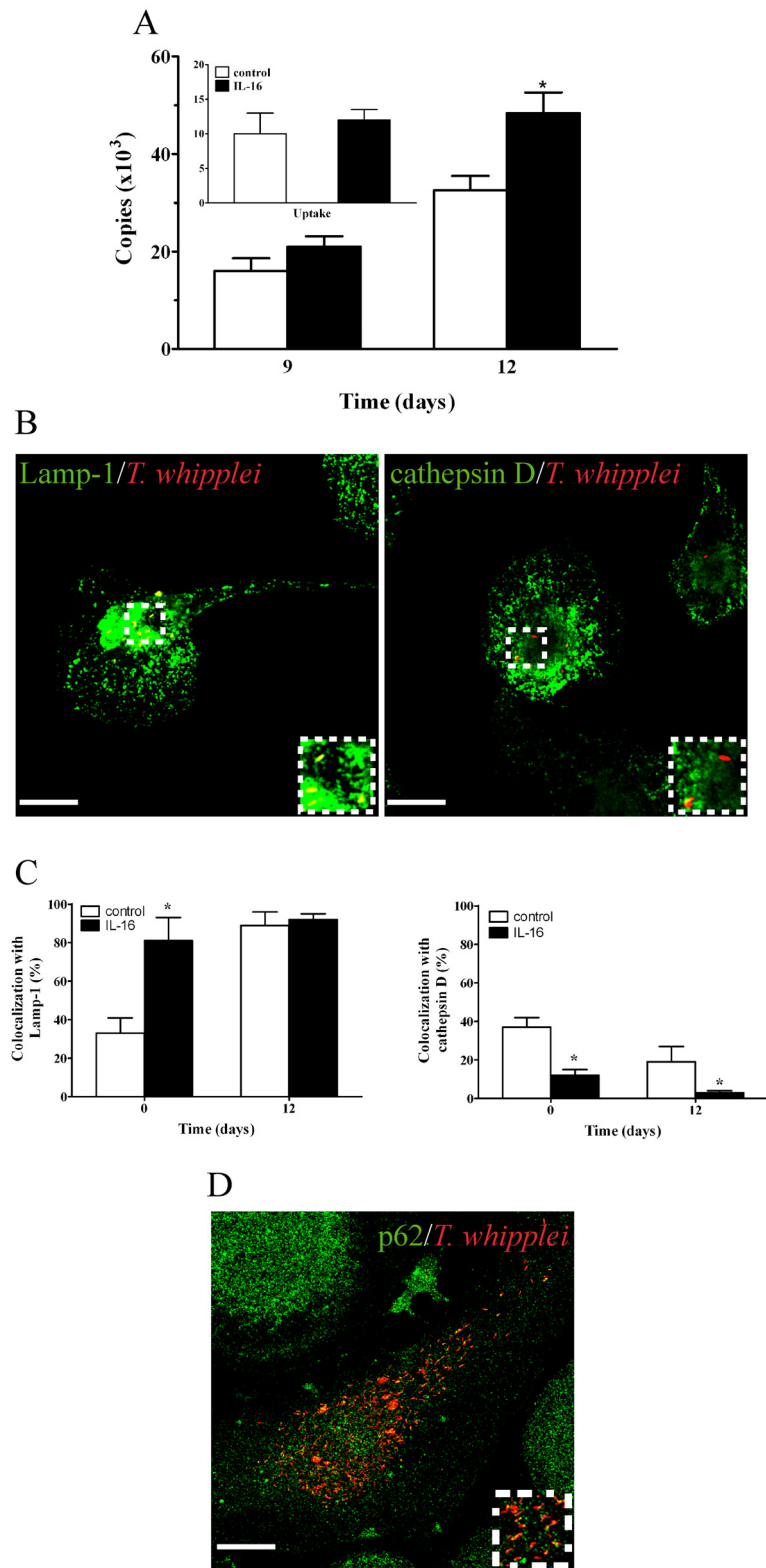 A
60
40
20
0
Copies (x10³)
20
15
10
5
0
control
IL-16
Uptake
*
9
12
Time (days)
B
Lamp-1/T. whipplei
cathepsin D/T. whipplei
C
100
80
60
40
20
0
Colocalization with
Lamp-1 (%)
control
IL-16
*
0
12
Time (days)
100
80
60
40
20
0
Colocalization with
cathepsin D (%)
control
IL-16
*
*
0
12
Time (days)
D
p62/T. whipplei